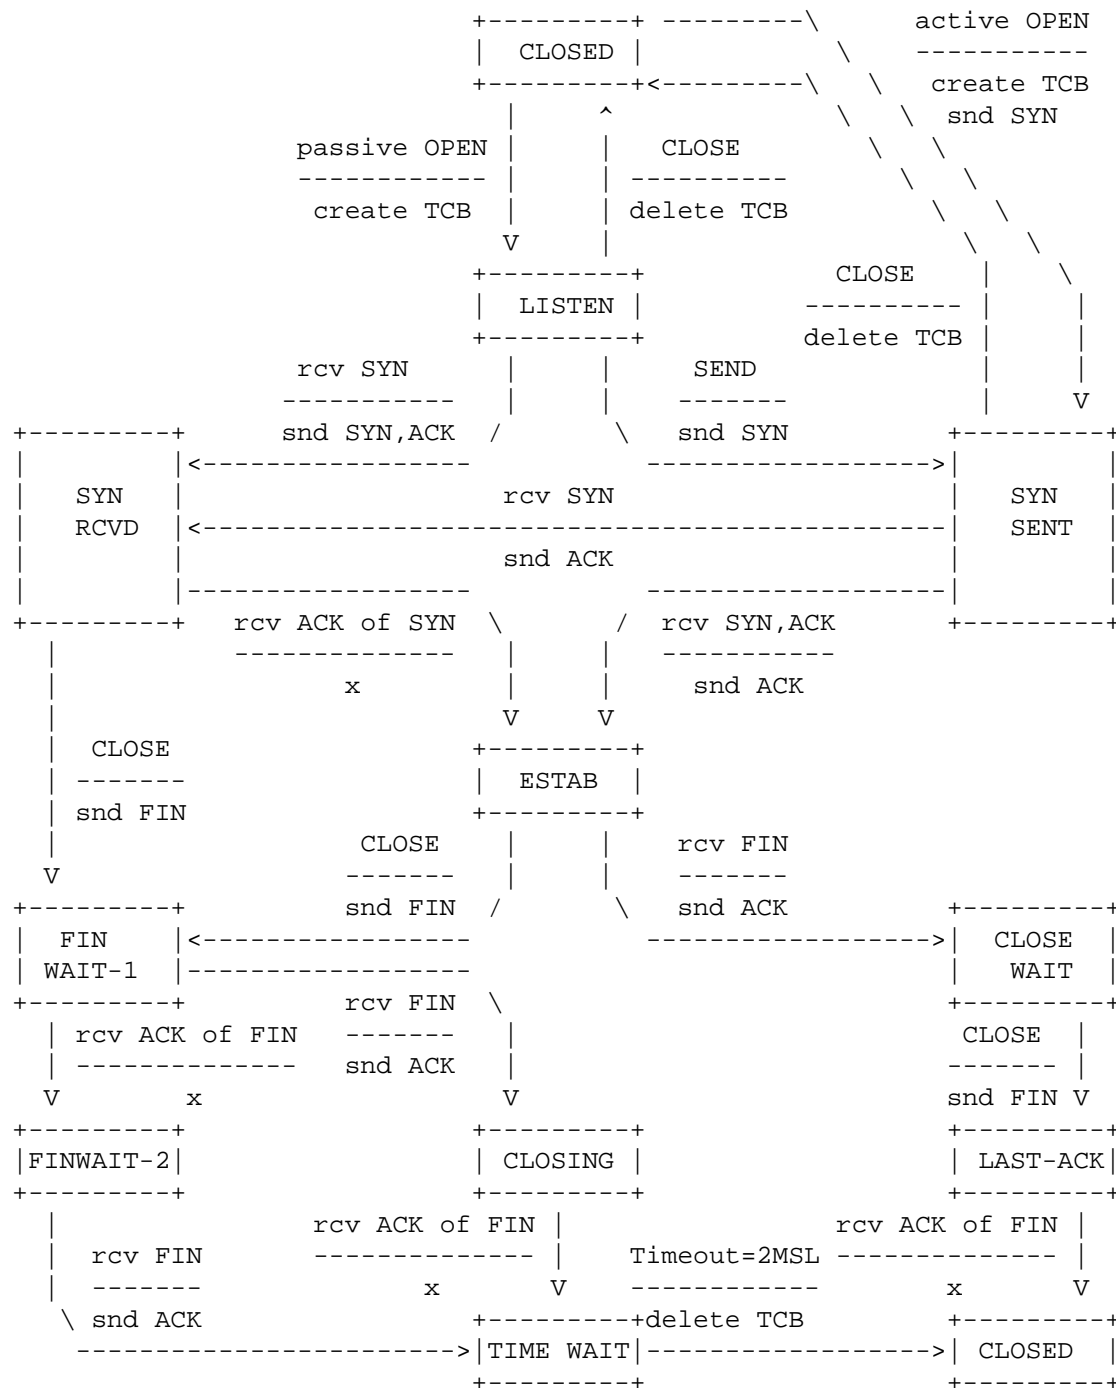 +---------+ ---------\ active OPEN
| CLOSED | \ -----------
+---------+<---------\ \ create TCB
| ^ \ \ snd SYN
passive OPEN | | CLOSE \ \
------------ | | ---------- \ \
create TCB | | delete TCB \ \
V | \ \
+---------+ CLOSE | \
| LISTEN | ---------- | |
+---------+ delete TCB | |
rcv SYN | | SEND | |
----------- | | ------- | V
+---------+ snd SYN,ACK / \ snd SYN +---------+
| |<----------------- ------------------>| |
| SYN | rcv SYN | SYN |
| RCVD |<-----------------------------------------------| SENT |
| | snd ACK | |
| |------------------ -------------------| |
+---------+ rcv ACK of SYN \ / rcv SYN,ACK +---------+
| -------------- | | -----------
| x | | snd ACK
| V V
| CLOSE +---------+
| ------- | ESTAB |
| snd FIN +---------+
| CLOSE | | rcv FIN
V ------- | | -------
+---------+ snd FIN / \ snd ACK +---------+
| FIN |<----------------- ------------------>| CLOSE |
| WAIT-1 |------------------ | WAIT |
+---------+ rcv FIN \ +---------+
| rcv ACK of FIN ------- | CLOSE |
| -------------- snd ACK | ------- |
V x V snd FIN V
+---------+ +---------+ +---------+
|FINWAIT-2| | CLOSING | | LAST-ACK|
+---------+ +---------+ +---------+
| rcv ACK of FIN | rcv ACK of FIN |
| rcv FIN -------------- | Timeout=2MSL -------------- |
| ------- x V ------------ x V
\ snd ACK +---------+delete TCB +---------+
------------------------>|TIME WAIT|------------------>| CLOSED |
+---------+ +---------+